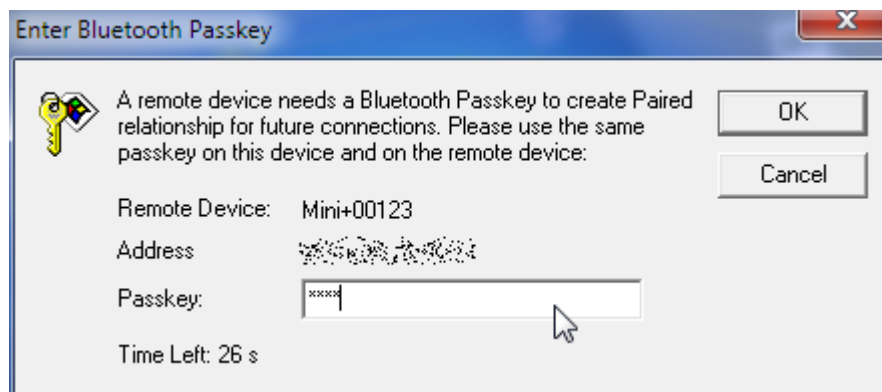 Enter Bluetooth Passkey
A remote device needs a Bluetooth Passkey to create Paired
relationship for future connections. Please use the same
passkey on this device and on the remote device:
OK
Cancel
Remote Device: Mini+00123
Address
Passkey: ****
Time Left: 26 s